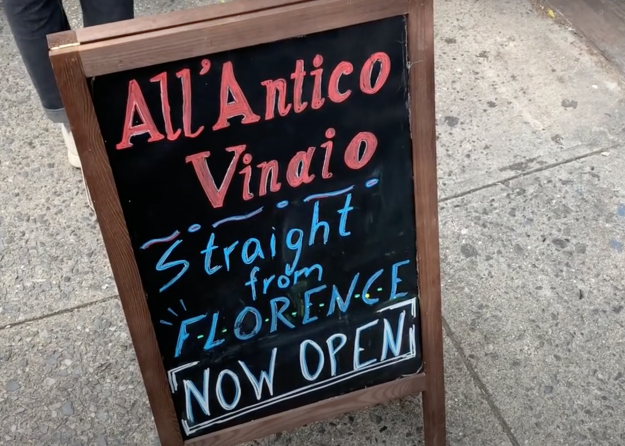 All'Antico
Vinaio
Straight
from
FLORENCE
NOW OPEN